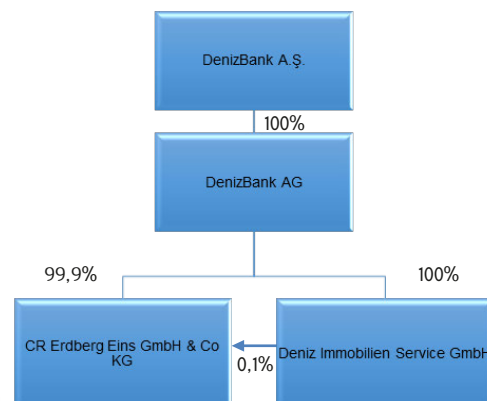 DenizBank A.Ş.
100%
DenizBank AG
99,9%
100%
CR Erdberg Eins GmbH & Co
KG
0,1%
Deniz Immobilien Service GmbH